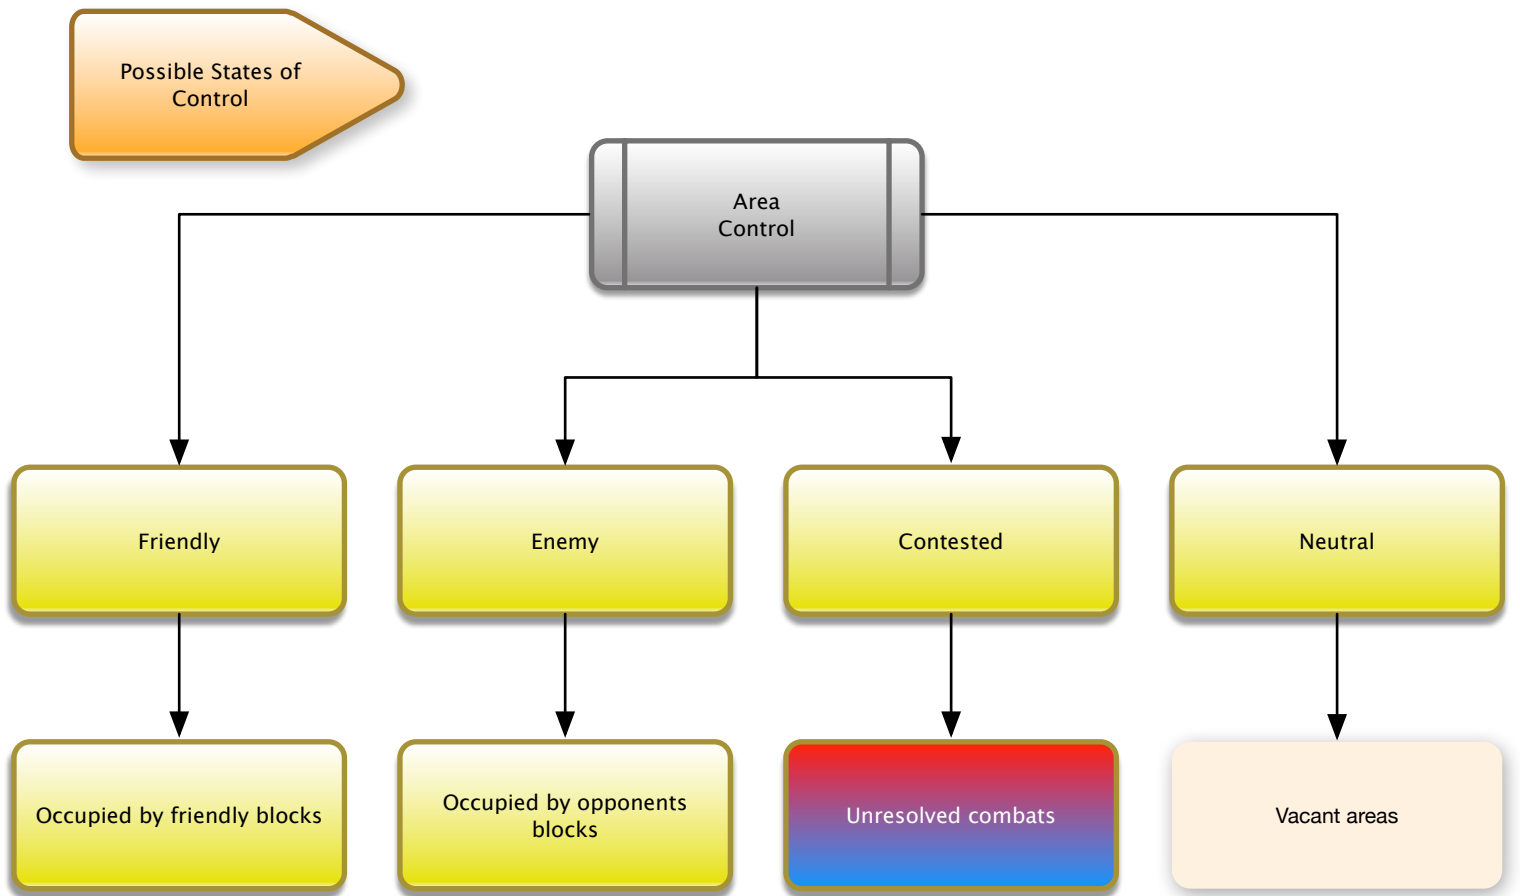 Possible States of
Control
Area
Control
Friendly
Enemy
Contested
Neutral
Occupied by friendly blocks
Occupied by opponents
blocks
Unresolved combats
Vacant areas